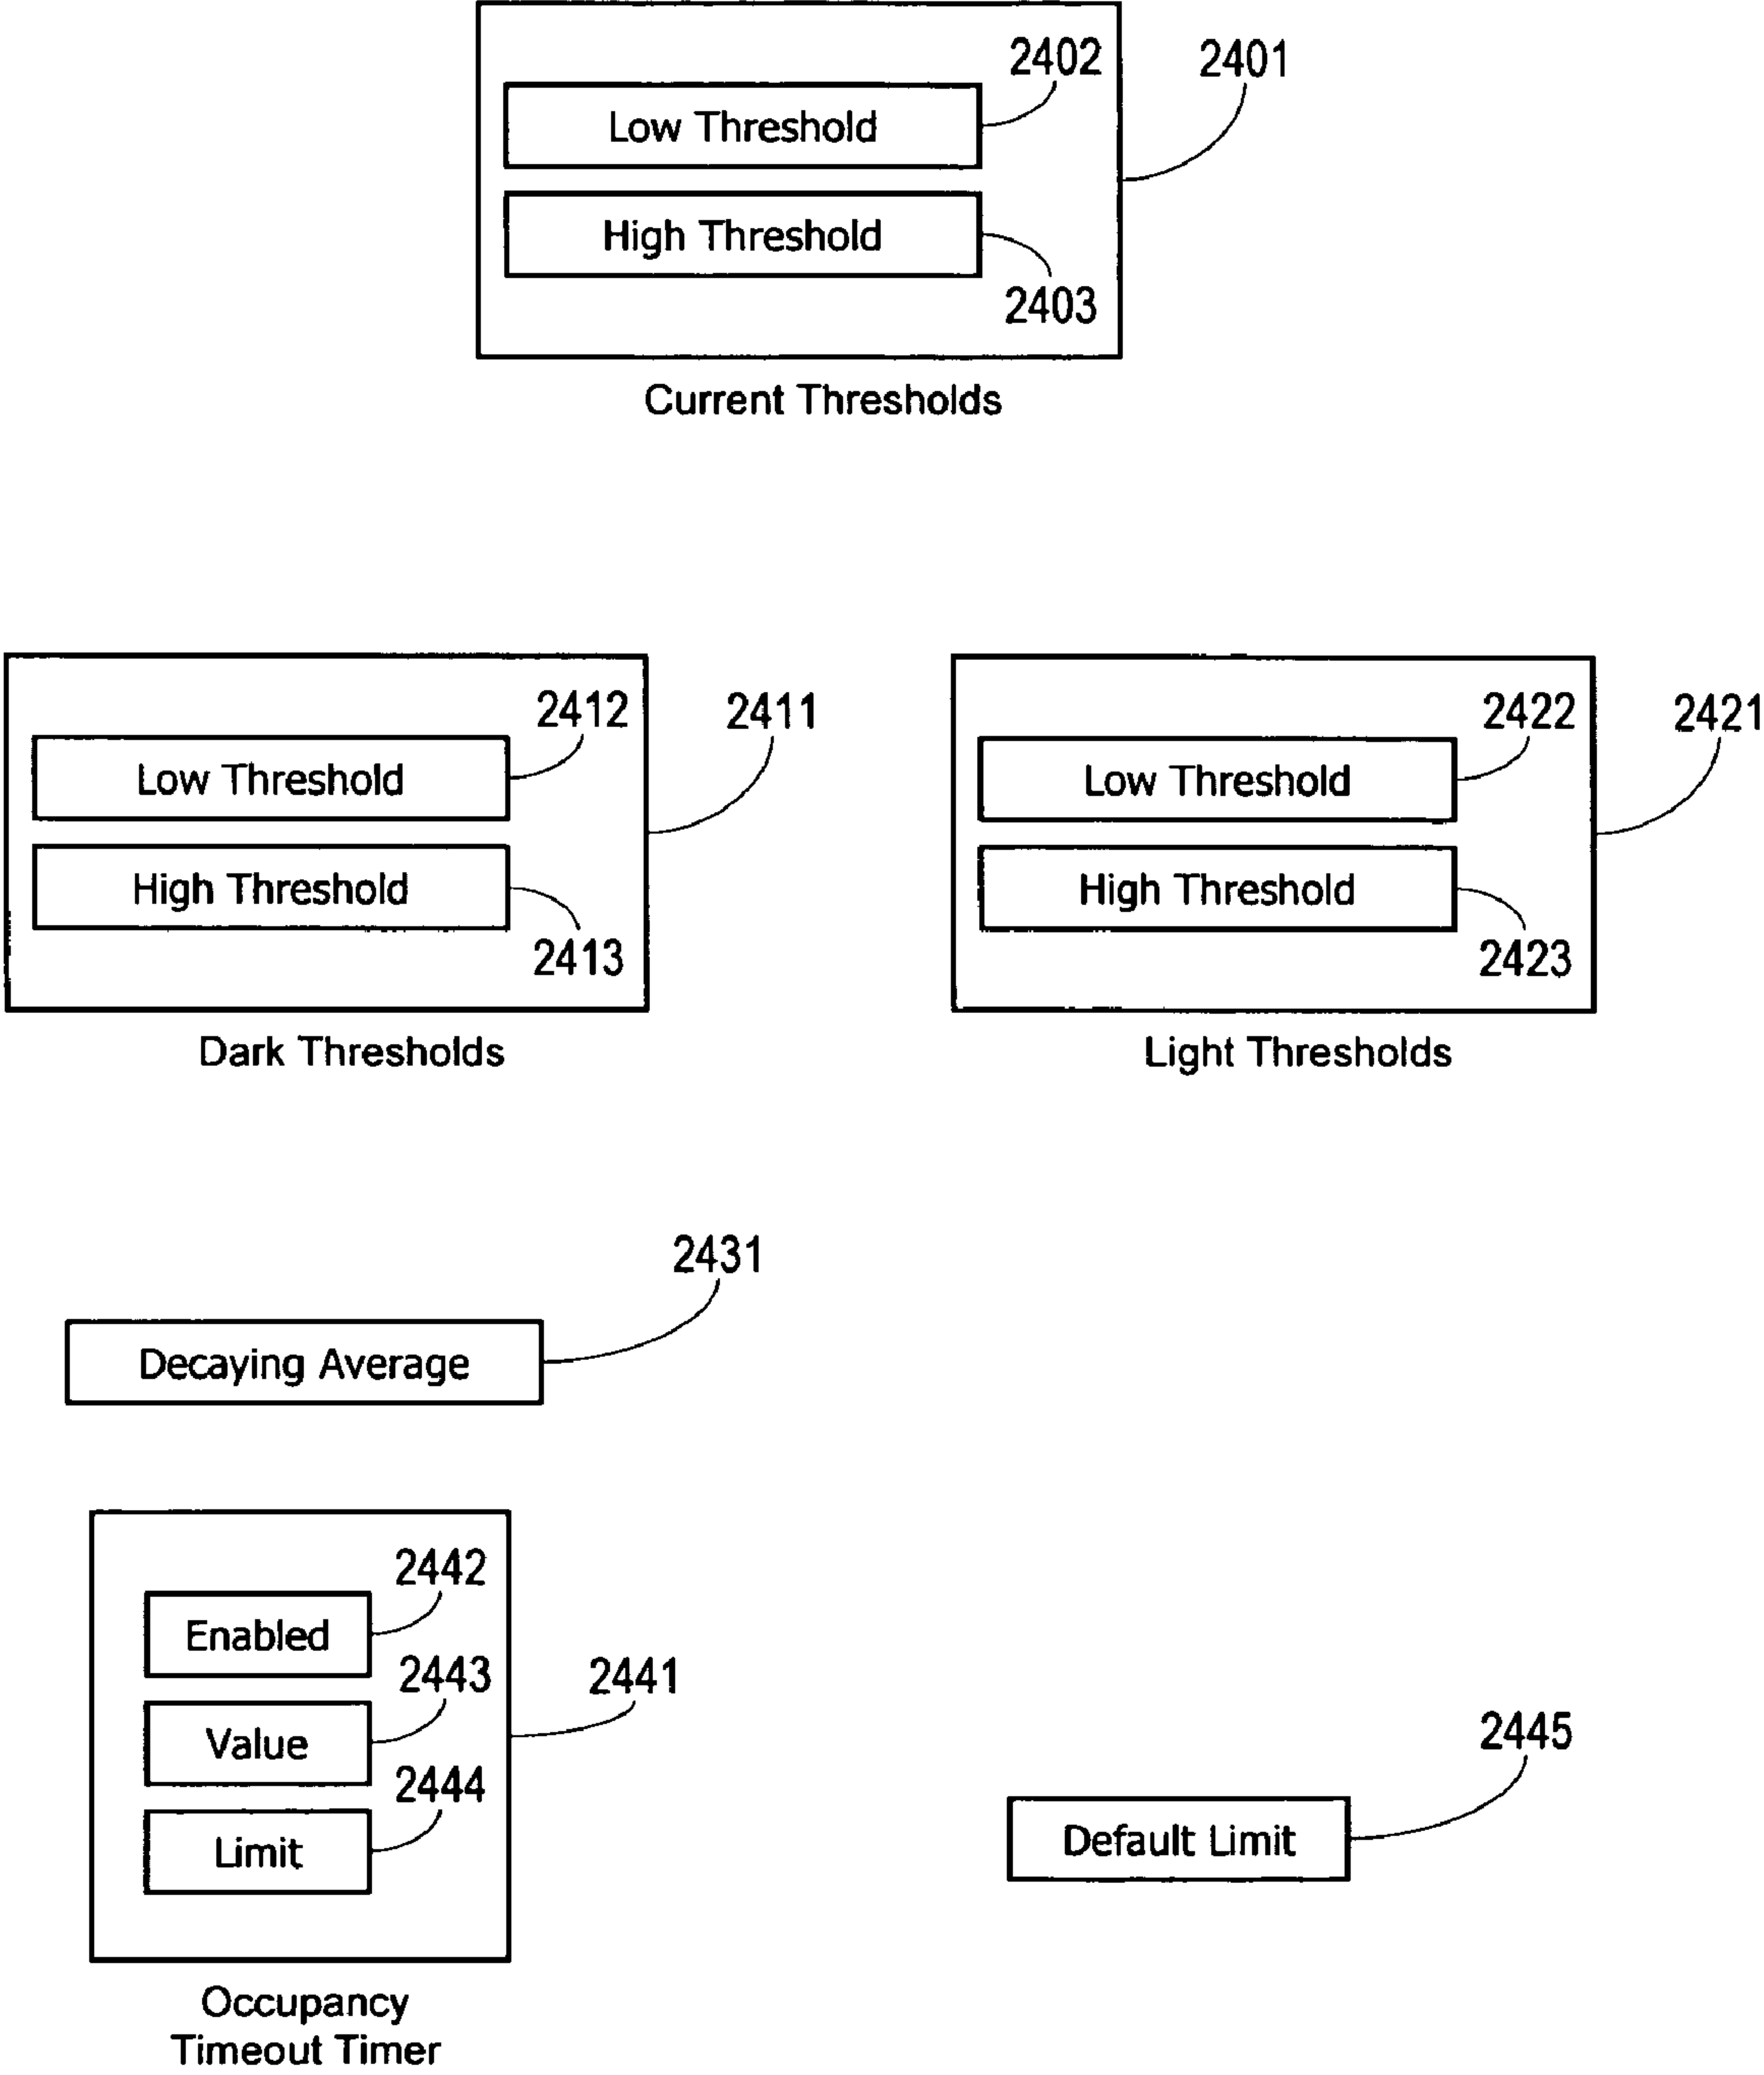 2402
2401
Low Threshold
High Threshold
2403
Current Thresholds
2412
2411
Low Threshold
High Threshold
2413
Dark Thresholds
2422
2421
Low Threshold
High Threshold
2423
Light Thresholds
2431
Decaying Average
2442
Enabled
2443
2441
Value
2444
Limit
Occupancy
Timeout Timer
2445
Default Limit